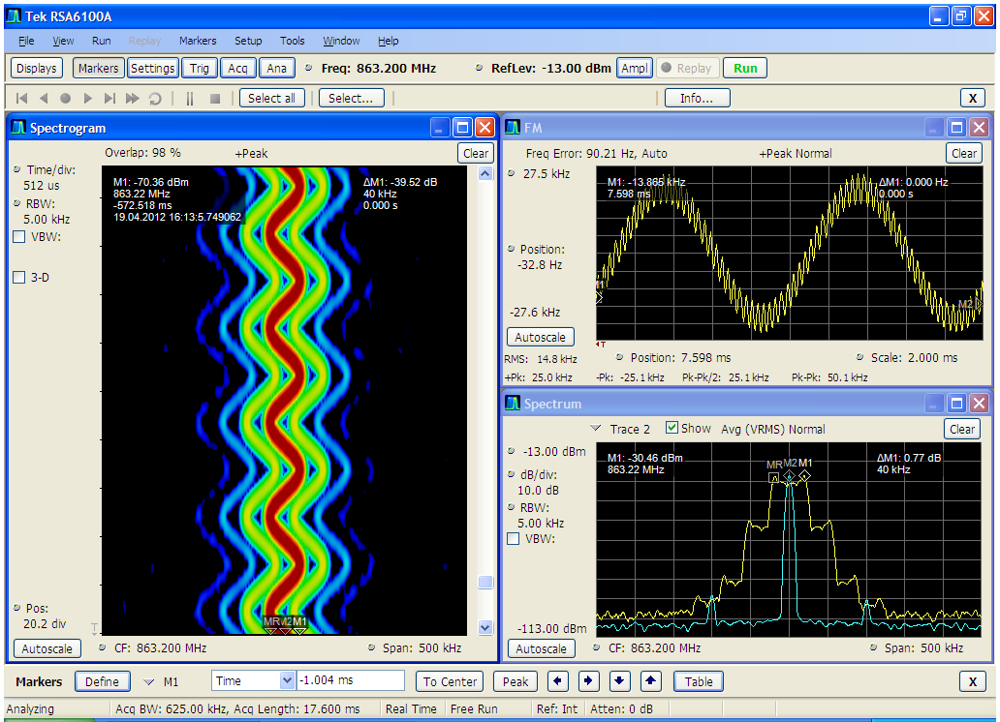 Tek RSA6100A
File View Run Replay Markers Setup Tools Window Help
Displays Markers Settings Trig Acq Ana Freq: 863.200 MHz RefLev: -13.00 dBm Ampl Replay Run
Select all Select... Info... X
Spectrogram
Overlap: 98 % +Peak Clear
Time/div:
512 us
RBW:
5.00 kHz
VBW:
3-D
M1: -70.36 dBm
863.22 MHz
-572.518 ms
19.04.2012 16:13:5.749062
ΔM1: -39.52 dB
40 kHz
0.000 s
MR M2 M1
Pos:
20.2 div
T
Autoscale CF: 863.200 MHz Span: 500 kHz
FM
Freq Error: 90.21 Hz, Auto +Peak Normal Clear
27.5 kHz
Position:
-32.8 Hz
-27.6 kHz
Autoscale
M1: -13.865 kHz
7.598 ms
ΔM1: 0.000 Hz
0.000 s
M1
M2
T
Position: 7.598 ms Scale: 2.000 ms
RMS: 14.8 kHz
+Pk: 25.0 kHz -Pk: -25.1 kHz Pk-Pk/2: 25.1 kHz Pk-Pk: 50.1 kHz
Spectrum
Trace 2 Show Avg (VRMS) Normal Clear
-13.00 dBm
dB/div:
10.0 dB
RBW:
5.00 kHz
VBW:
M1: -30.46 dBm
863.22 MHz
MR M2 M1
ΔM1: 0.77 dB
40 kHz
-113.00 dBm
Autoscale CF: 863.200 MHz Span: 500 kHz
Markers Define M1 Time -1.004 ms To Center Peak Table X
Analyzing Acq BW: 625.00 kHz, Acq Length: 17.600 ms Real Time Free Run Ref: Int Atten: 0 dB